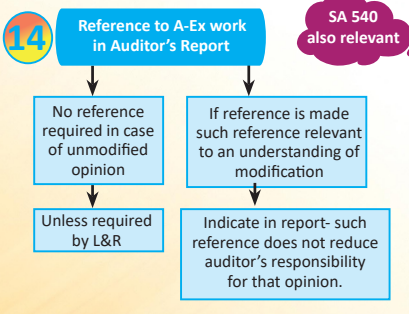 14
Reference to A-Ex work
in Auditor's Report
SA 540
also relevant
No reference
required in case
of unmodified
opinion
If reference is made
such reference relevant
to an understanding of
modification
Unless required
by L&R
Indicate in report- such
reference does not reduce
auditor's responsibility
for that opinion.